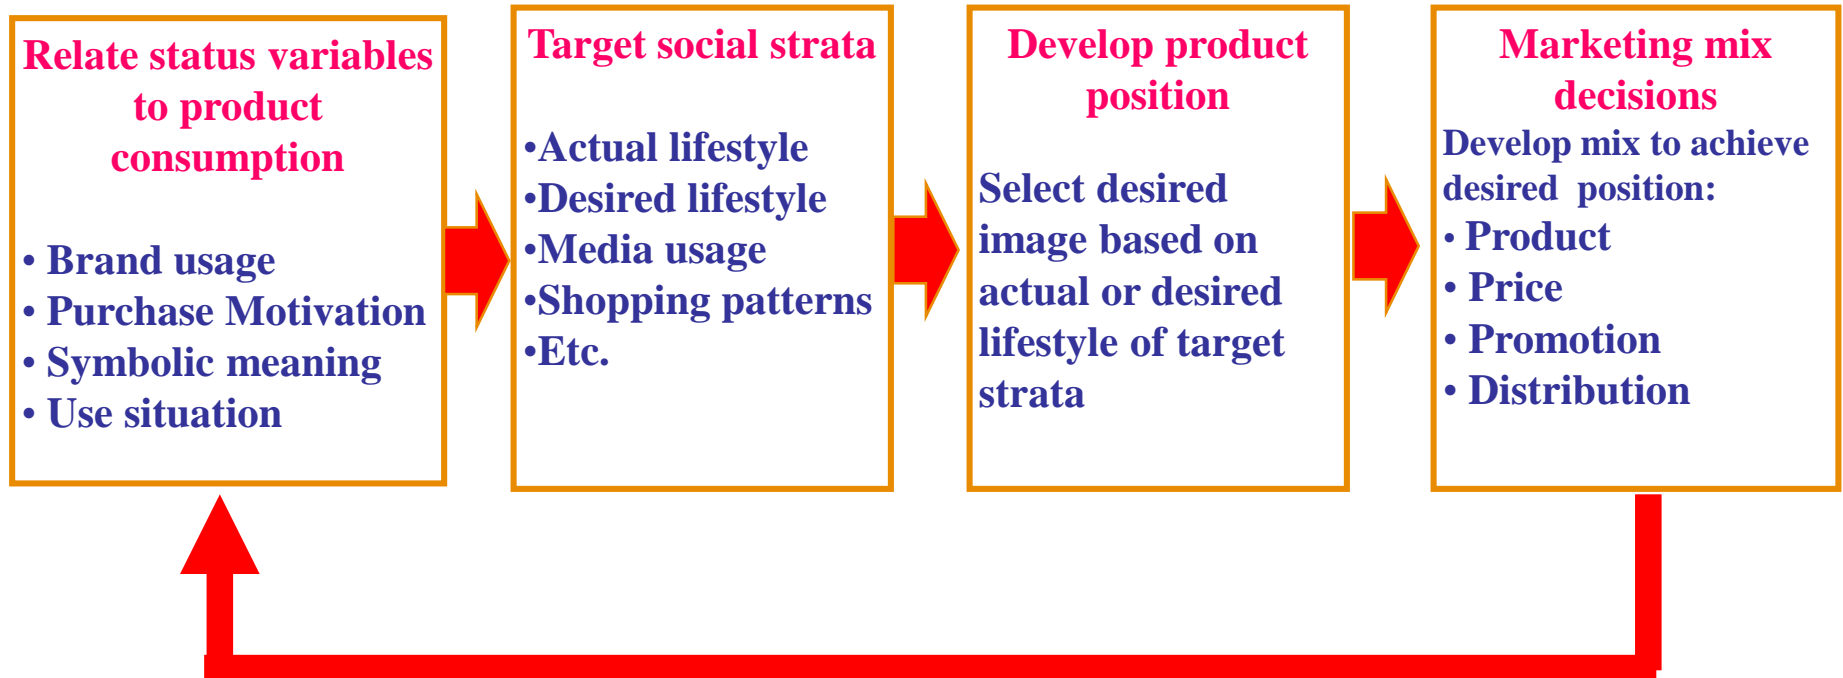 Relate status variables
to product
consumption
• Brand usage
• Purchase Motivation
• Symbolic meaning
• Use situation
Target social strata
•Actual lifestyle
•Desired lifestyle
•Media usage
•Shopping patterns
•Etc.
Develop product
position
Select desired
image based on
actual or desired
lifestyle of target
strata
Marketing mix
decisions
Develop mix to achieve
desired position:
• Product
• Price
• Promotion
• Distribution